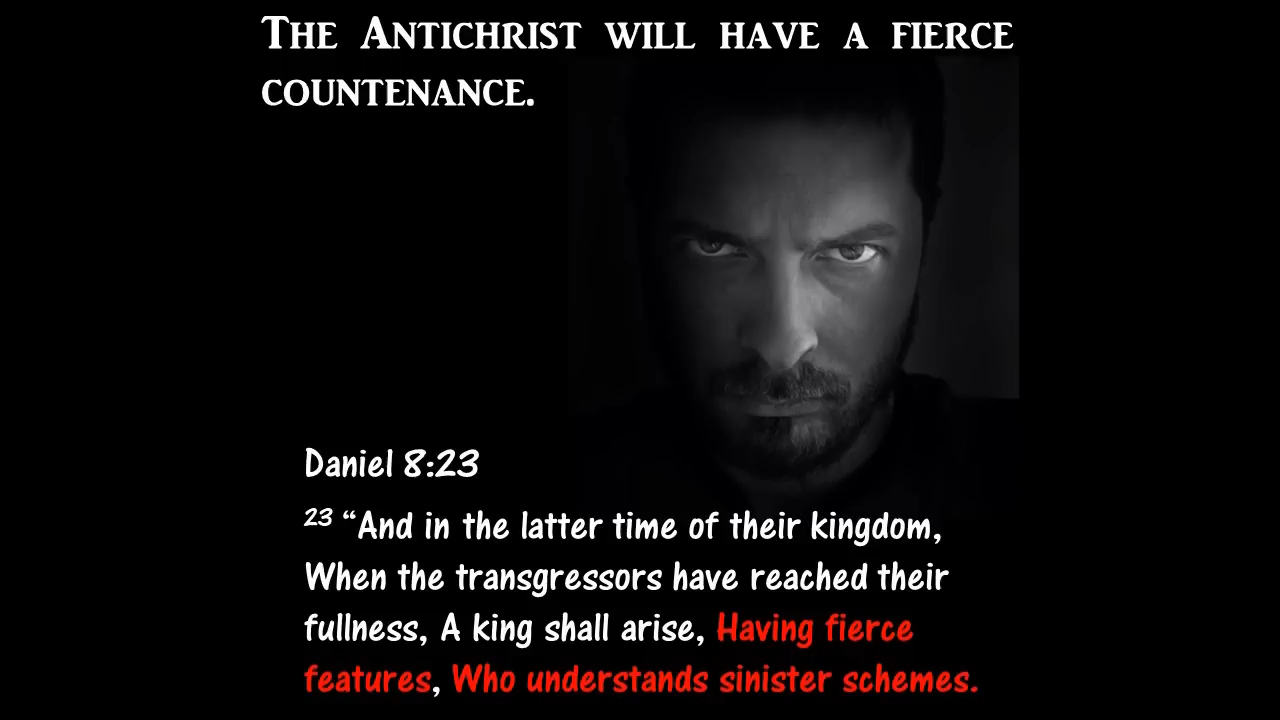 The Antichrist will have a fierce
countenance.
Daniel 8:23
23 “And in the latter time of their kingdom,
When the transgressors have reached their
fullness, A king shall arise, Having fierce
features, Who understands sinister schemes.